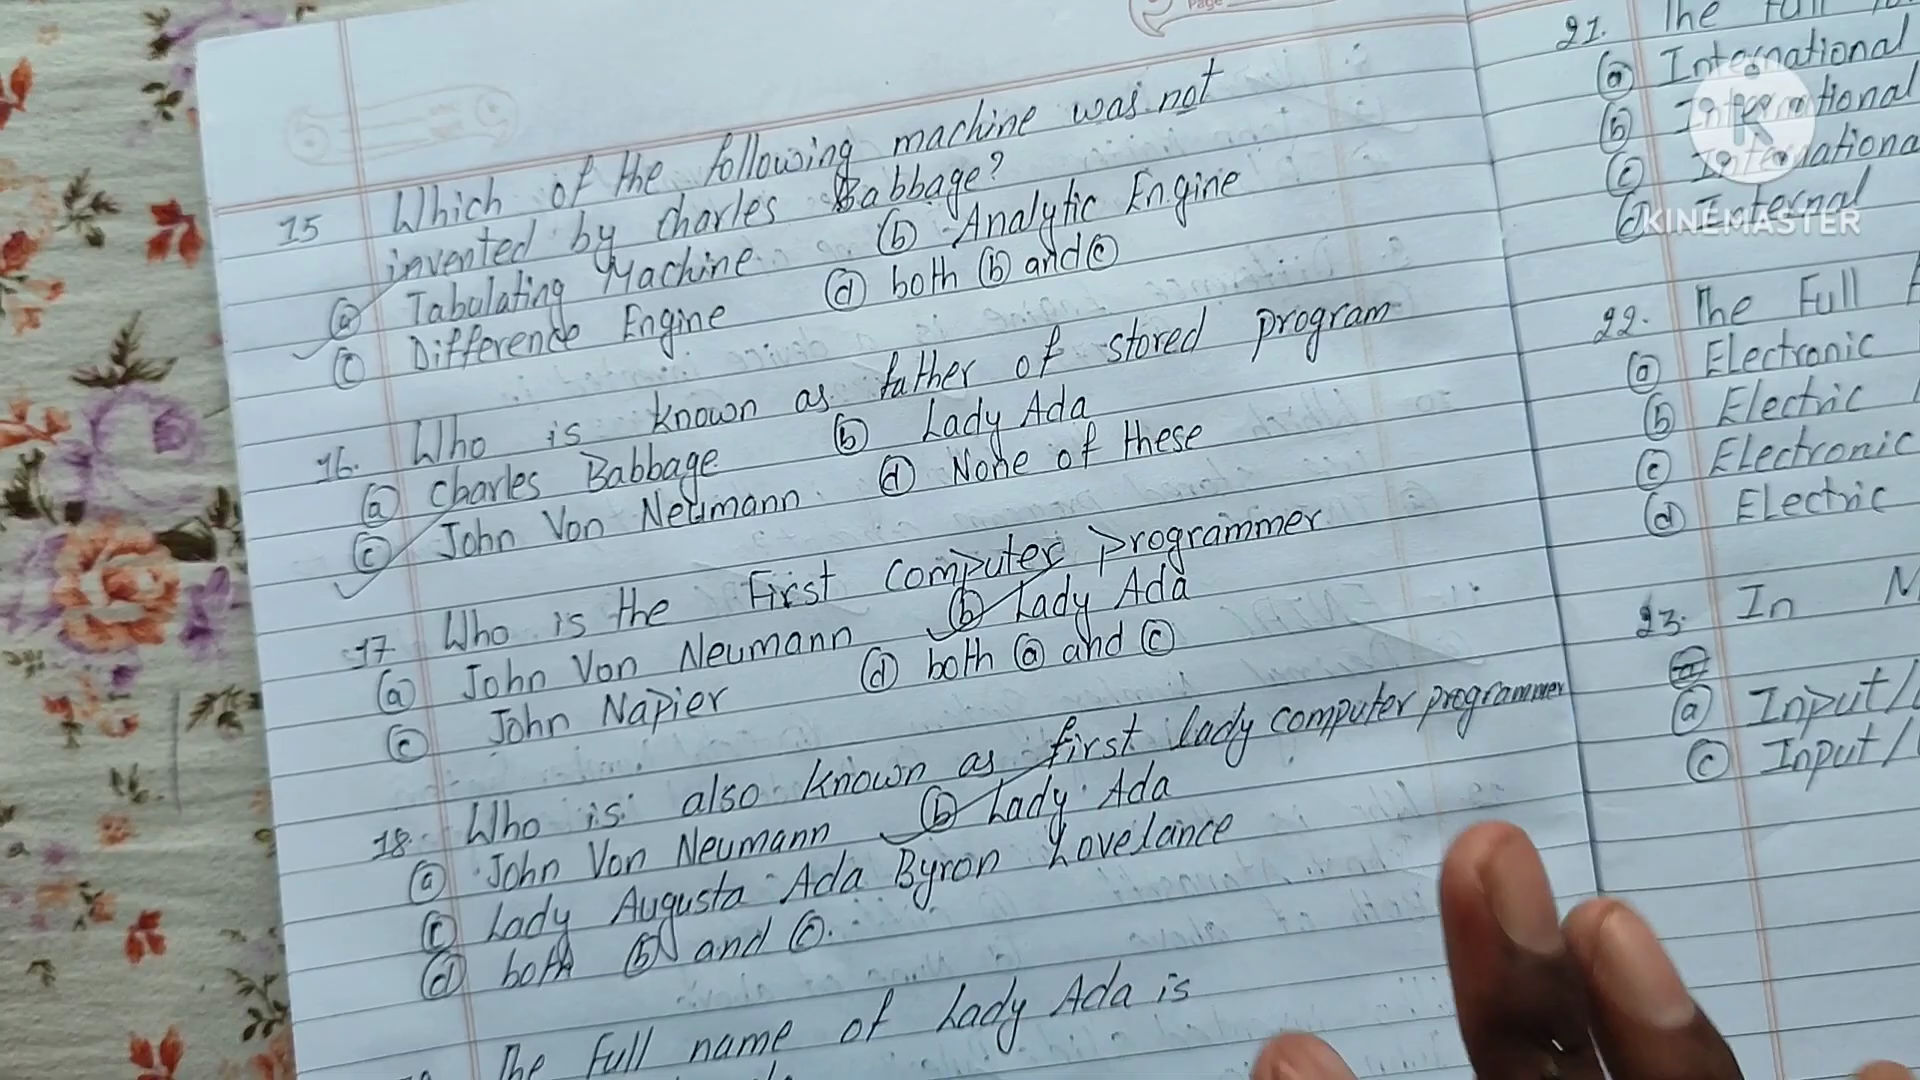 Page
15 Which of the following machine was not
invented by charles Babbage?
(a) Tabulating Machine (b) Analytic Engine
(c) Difference Engine (d) both (b) and (c)
16. Who is known as father of stored program
(a) Charles Babbage (b) Lady Ada
(c) John Von Neumann (d) None of these
17 Who is the First computer programmer
(a) John Von Neumann (b) Lady Ada
(c) John Napier (d) both (a) and (c)
18. Who is also known as first lady computer programmer
(a) John Von Neumann (b) Lady Ada
(c) Lady Augusta Ada Byron Lovelance
(d) both (b) and (c).
The Full name of Lady Ada is
21. The Full
(a) International
(b) International
(c) International
(d) Internal
KINEMASTER
22. The Full
(a) Electronic
(b) Electric
(c) Electronic
(d) Electric
23. In
(a) Input/
(c) Input/